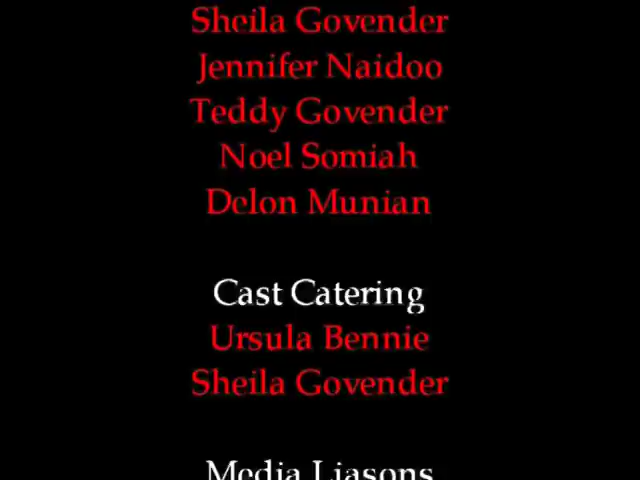 Sheila Govender
Jennifer Naidoo
Teddy Govender
Noel Somiah
Delon Munian
Cast Catering
Ursula Bennie
Sheila Govender
Media Liasons